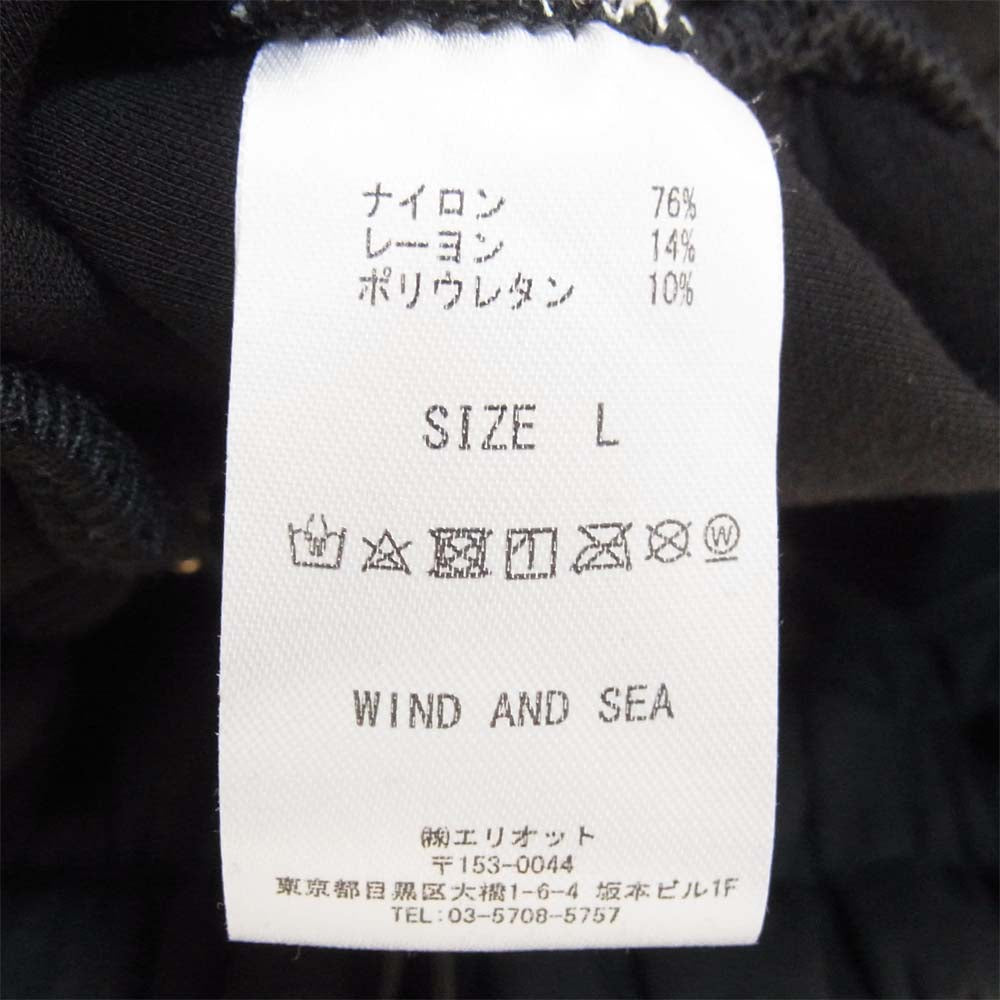 ナイロン 76%
レーヨン 14%
ポリウレタン 10%
SIZE L
W
WIND AND SEA
㈱エリオット
〒153-0044
東京都目黒区大橋1-6-4 坂本ビル1F
TEL:03-5708-5757